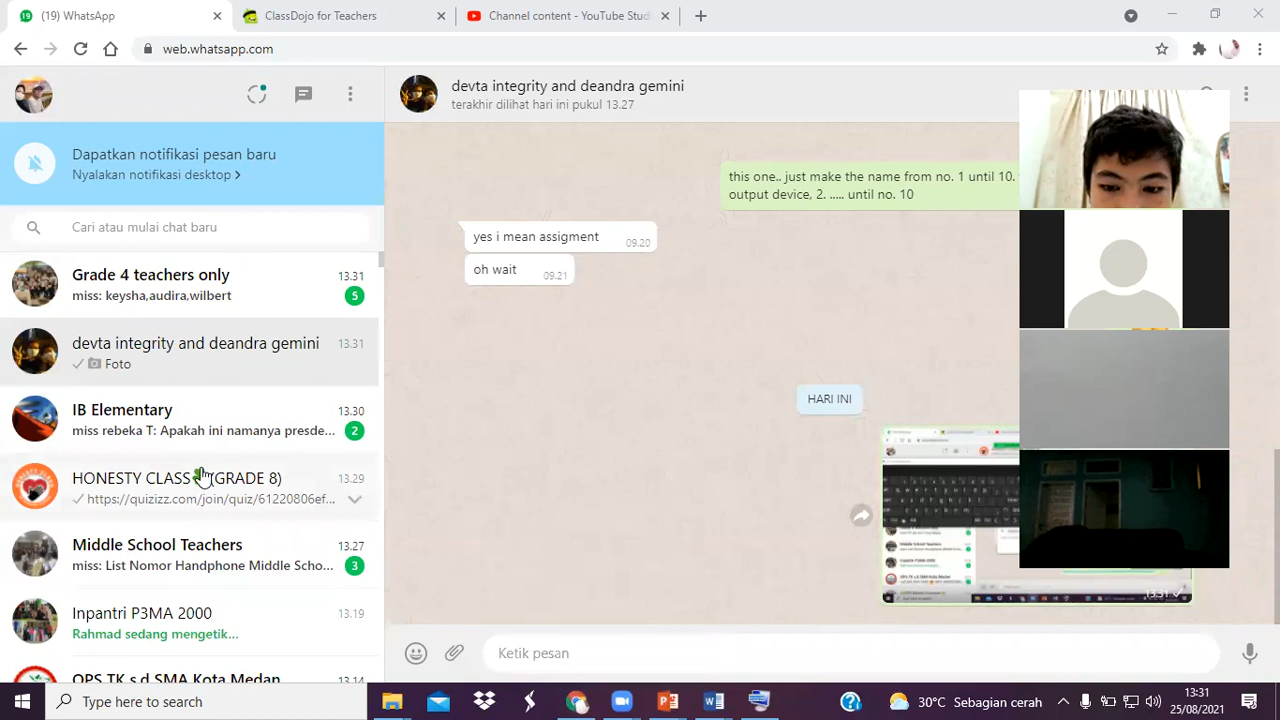 (19) WhatsApp
ClassDojo for Teachers
Channel content - YouTube Stud
web.whatsapp.com
devta integrity and deandra gemini
terakhir dilihat hari ini pukul 13.27
Dapatkan notifikasi pesan baru
Nyalakan notifikasi desktop >
Cari atau mulai chat baru
Grade 4 teachers only 13.31
miss: keysha,audira,wilbert 5
devta integrity and deandra gemini 13.31
Foto
IB Elementary 13.30
miss rebeka T: Apakah ini namanya presde... 2
HONESTY CLASS (GRADE 8) 13.29
Middle School Teachers 13.27
miss: List Nomor Hand Middle Scho... 3
Inpantri P3MA 2000 13.19
Rahmad sedang mengetik...
OPS TK s.d SMA Kota Medan 13.14
this one.. just make the name from no. 1 until 10.
output device, 2. ..... until no. 10
yes i mean assigment 09.20
oh wait 09.21
HARI INI
13.31
Ketik pesan
Type here to search
30°C Sebagian cerah
13:31
25/08/2021